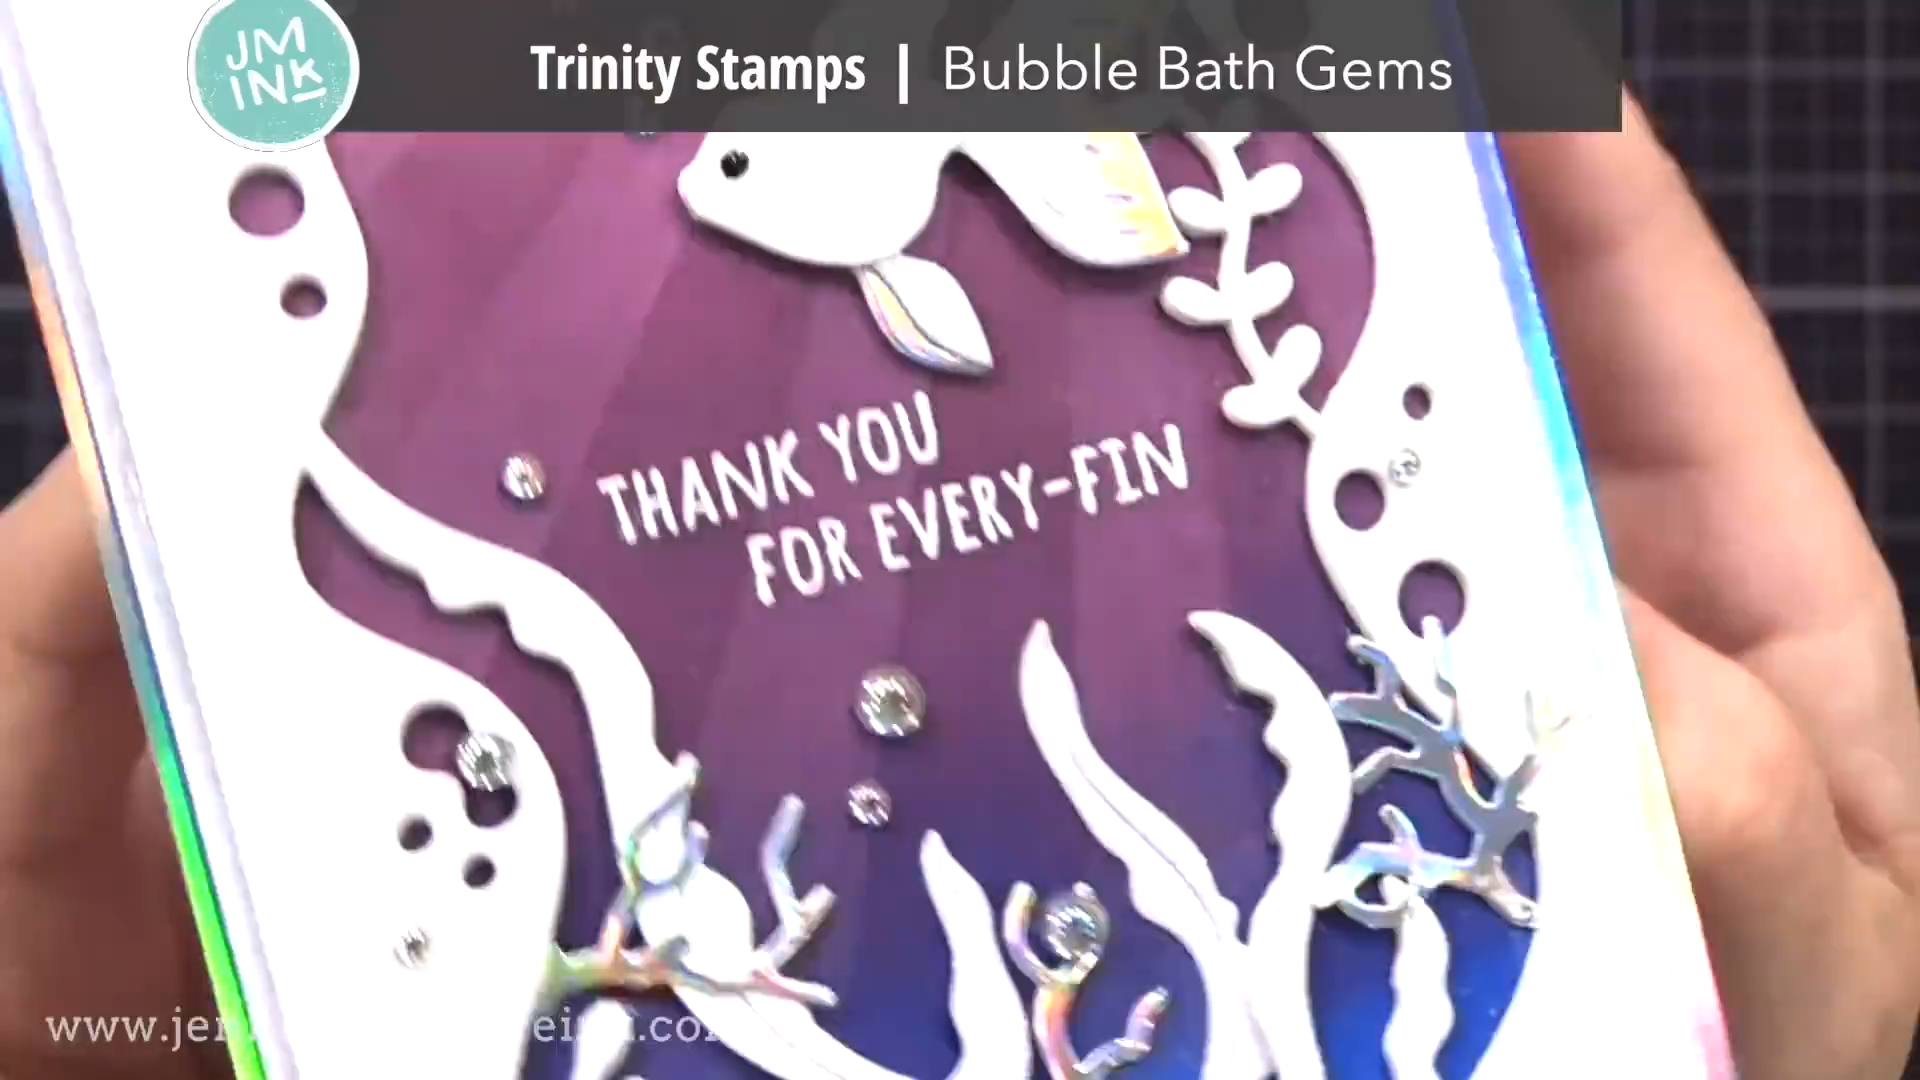 JM
INK
Trinity Stamps | Bubble Bath Gems
THANK YOU
FOR EVERY-FIN